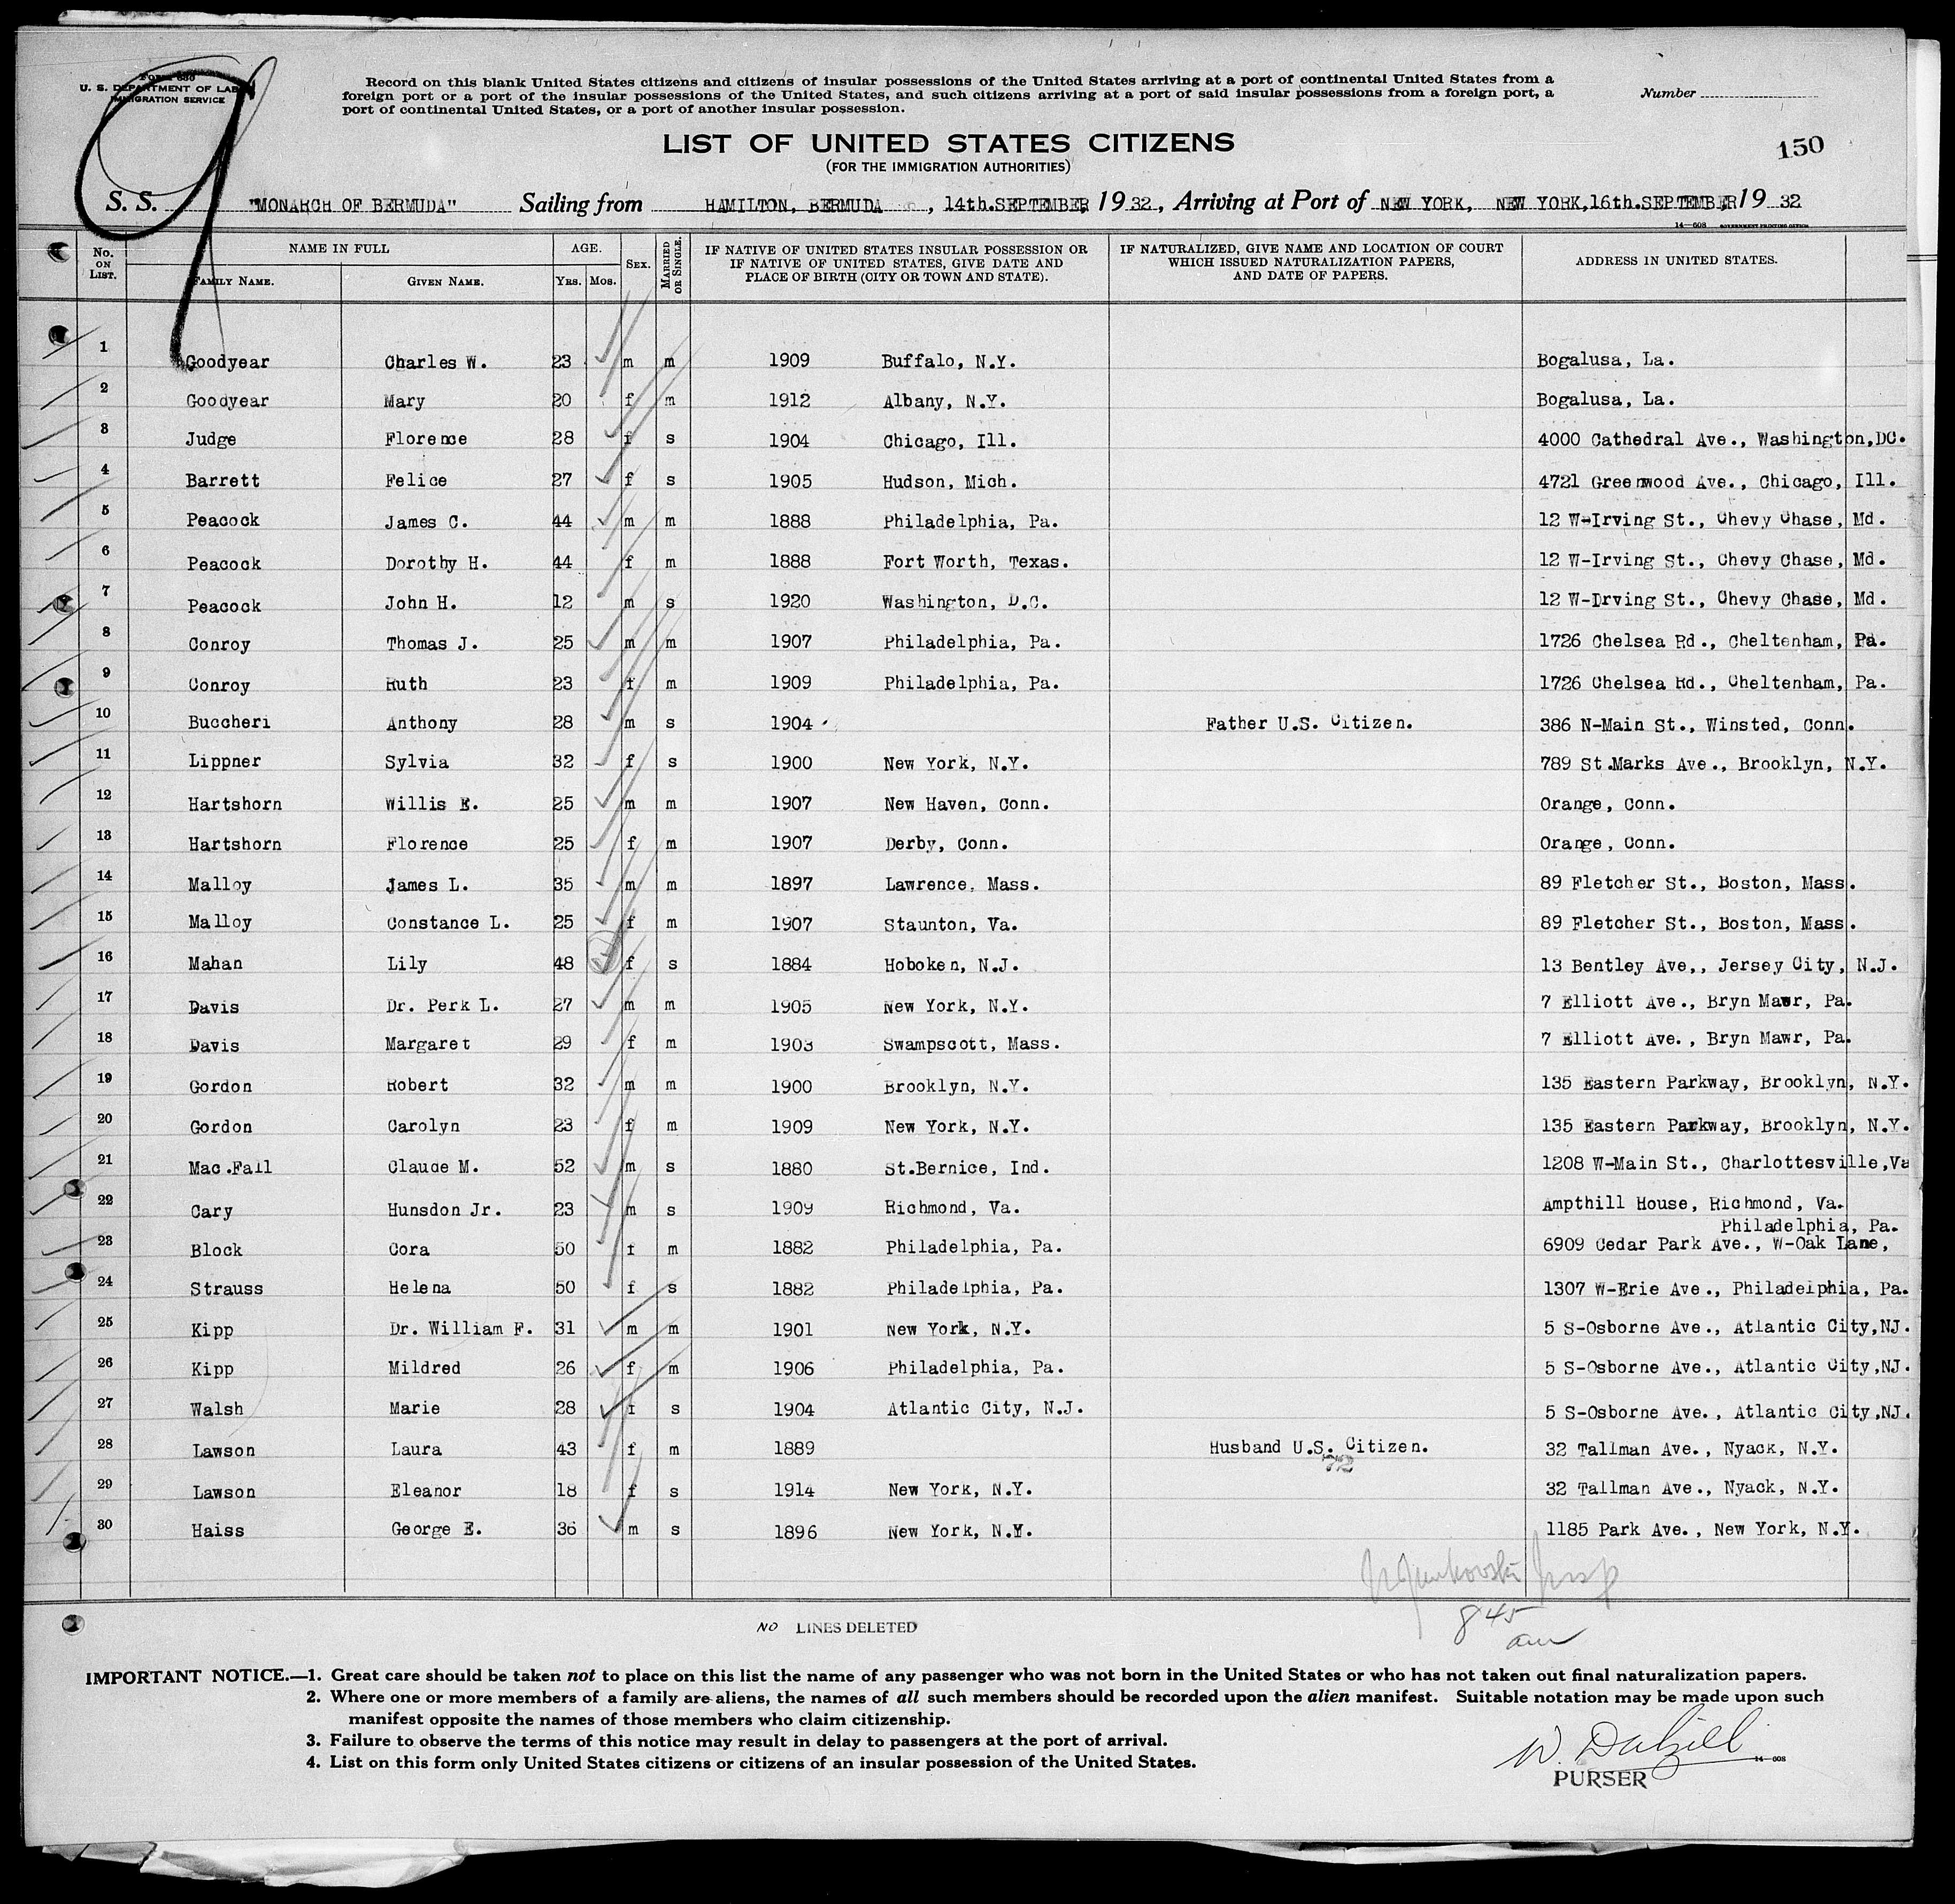 9
FORM 630
U. S. DEPARTMENT OF LABOR
IMMIGRATION SERVICE
Record on this blank United States citizens and citizens of insular possessions of the United States arriving at a port of continental United States from a
foreign port or a port of the insular possessions of the United States, and such citizens arriving at a port of said insular possessions from a foreign port, a
port of continental United States, or a port of another insular possession.
Number
150
LIST OF UNITED STATES CITIZENS
(FOR THE IMMIGRATION AUTHORITIES)
S. S. "MONARCH OF BERMUDA" Sailing from HAMILTON, BERMUDA, 14th.SEPTEMBER, 1932, Arriving at Port of NEW YORK, NEW YORK,16th.SEPTEMBER 1932
14—608 GOVERNMENT PRINTING OFFICE
No. ON LIST. NAME IN FULL FAMILY NAME. GIVEN NAME. AGE. YRS. MOS. SEX. MARRIED OR SINGLE. IF NATIVE OF UNITED STATES INSULAR POSSESSION OR IF NATIVE OF UNITED STATES, GIVE DATE AND PLACE OF BIRTH (CITY OR TOWN AND STATE). IF NATURALIZED, GIVE NAME AND LOCATION OF COURT WHICH ISSUED NATURALIZATION PAPERS, AND DATE OF PAPERS. ADDRESS IN UNITED STATES.
1 Goodyear Charles W. 23 m m 1909 Buffalo, N.Y. Bogalusa, La.
2 Goodyear Mary 20 f m 1912 Albany, N.Y. Bogalusa, La.
3 Judge Florence 28 f s 1904 Chicago, Ill. 4000 Cathedral Ave., Washington,DC.
4 Barrett Felice 27 f s 1905 Hudson, Mich. 4721 Greenwood Ave., Chicago, Ill.
5 Peacock James C. 44 m m 1888 Philadelphia, Pa. 12 W-Irving St., Chevy Chase, Md.
6 Peacock Dorothy H. 44 f m 1888 Fort Worth, Texas. 12 W-Irving St., Chevy Chase, Md.
7 Peacock John H. 12 m s 1920 Washington, D.C. 12 W-Drving St., Chevy Chase, Md.
8 Conroy Thomas J. 25 m m 1907 Philadelphia, Pa. 1726 Chelsea Rd., Cheltenham, Pa.
9 Conroy Ruth 23 f m 1909 Philadelphia, Pa. 1726 Chelsea Rd., Cheltenham, Pa.
10 Buccheri Anthony 28 m s 1904 Father U.S. Citizen. 386 N-Main St., Winsted, Conn.
11 Lippner Sylvia 32 f s 1900 New York, N.Y. 789 St.Marks Ave., Brooklyn, N.Y.
12 Hartshorn Willis E. 25 m m 1907 New Haven, Conn. Orange, Conn.
13 Hartshorn Florence 25 f m 1907 Derby, Conn. Orange, Conn.
14 Malloy James L. 35 m m 1897 Lawrence, Mass. 89 Fletcher St., Boston, Mass.
15 Malloy Constance L. 25 f m 1907 Staunton, Va. 89 Fletcher St., Boston, Mass.
16 Mahan Lily 48 f s 1884 Hoboken, N.J. 13 Bentley Ave,, Jersey City, N.J.
17 Davis Dr. Perk L. 27 m m 1905 New York, N.Y. 7 Elliott Ave., Bryn Mawr, Pa.
18 Davis Margaret 29 f m 1903 Swampscott, Mass. 7 Elliott Ave., Bryn Mawr, Pa.
19 Gordon Robert 32 m m 1900 Brooklyn, N.Y. 135 Eastern Parkway, Brooklyn, N.Y.
20 Gordon Carolyn 23 f m 1909 New York, N.Y. 135 Eastern Parkway, Brooklyn, N.Y.
21 Mac.Fall Claude M. 52 m s 1880 St.Bernice, Ind. 1208 W-Main St., Charlottesville,Va
22 Cary Hunsdon Jr. 23 m s 1909 Richmond, Va. Ampthill House, Richmond, Va.
Philadelphia, Pa.
23 Block Cora 50 f m 1882 Philadelphia, Pa. 6909 Cedar Park Ave., W-Oak Lane,
24 Strauss Helena 50 f s 1882 Philadelphia, Pa. 1307 W-Erie Ave., Philadelphia, Pa.
25 Kipp Dr. William F. 31 m m 1901 New York, N.Y. 5 S-Osborne Ave., Atlantic City,NJ.
26 Kipp Mildred 26 f m 1906 Philadelphia, Pa. 5 S-Osborne Ave., Atlantic City,NJ.
27 Walsh Marie 28 f s 1904 Atlantic City, N.J. 5 S-Osborne Ave., Atlantic City,NJ.
28 Lawson Laura 43 f m 1889 Husband U.S. Citizen. 32 Tallman Ave., Nyack, N.Y.
72
29 Lawson Eleanor 18 f s 1914 New York, N.Y. 32 Tallman Ave., Nyack, N.Y.
30 Haiss George E. 36 m s 1896 New York, N.Y. 1185 Park Ave., New York, N.Y.
Insp
8 45
am
NO LINES DELETED
IMPORTANT NOTICE.—1. Great care should be taken not to place on this list the name of any passenger who was not born in the United States or who has not taken out final naturalization papers.
2. Where one or more members of a family are aliens, the names of all such members should be recorded upon the alien manifest. Suitable notation may be made upon such
manifest opposite the names of those members who claim citizenship.
3. Failure to observe the terms of this notice may result in delay to passengers at the port of arrival.
4. List on this form only United States citizens or citizens of an insular possession of the United States.
W. Dalzell
14—608
PURSER